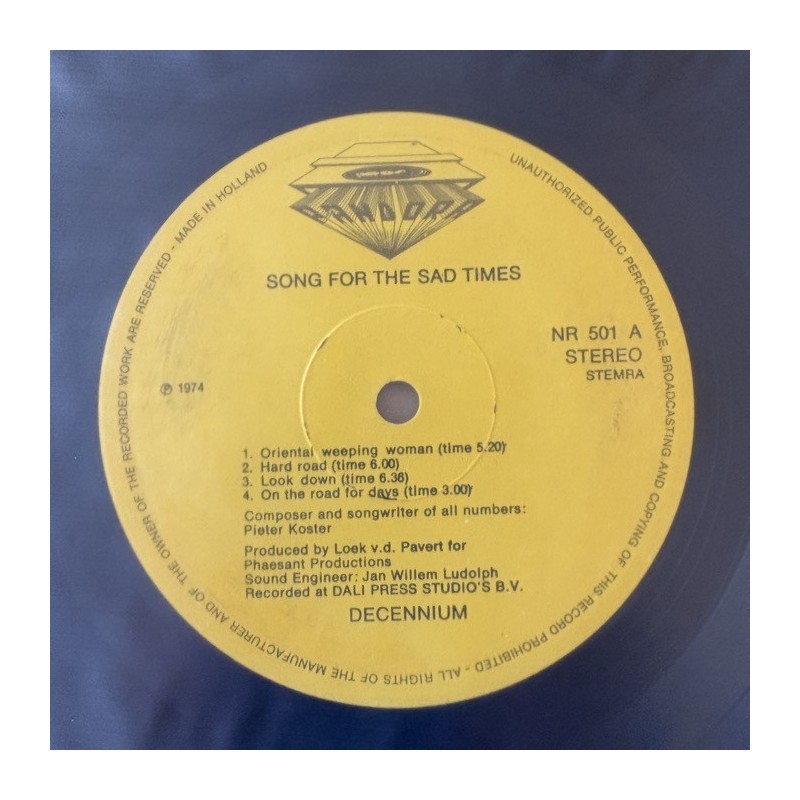 PANDORA
SONG FOR THE SAD TIMES
NR 501 A
STEREO
STEMRA
℗ 1974
1. Oriental weeping woman (time 5.20)
2. Hard road (time 6.00)
3. Look down (time 6.36)
4. On the road for days (time 3.00)
Composer and songwriter of all numbers:
Pieter Koster
Produced by Loek v.d. Pavert for
Phaesant Productions
Sound Engineer: Jan Willem Ludolph
Recorded at DALI PRESS STUDIO'S B.V.
DECENNIUM
UNAUTHORIZED PUBLIC PERFORMANCE, BROADCASTING AND COPYING OF THIS RECORD PROHIBITED - ALL RIGHTS OF THE MANUFACTURER AND OF THE OWNER OF THE RECORDED WORK ARE RESERVED - MADE IN HOLLAND